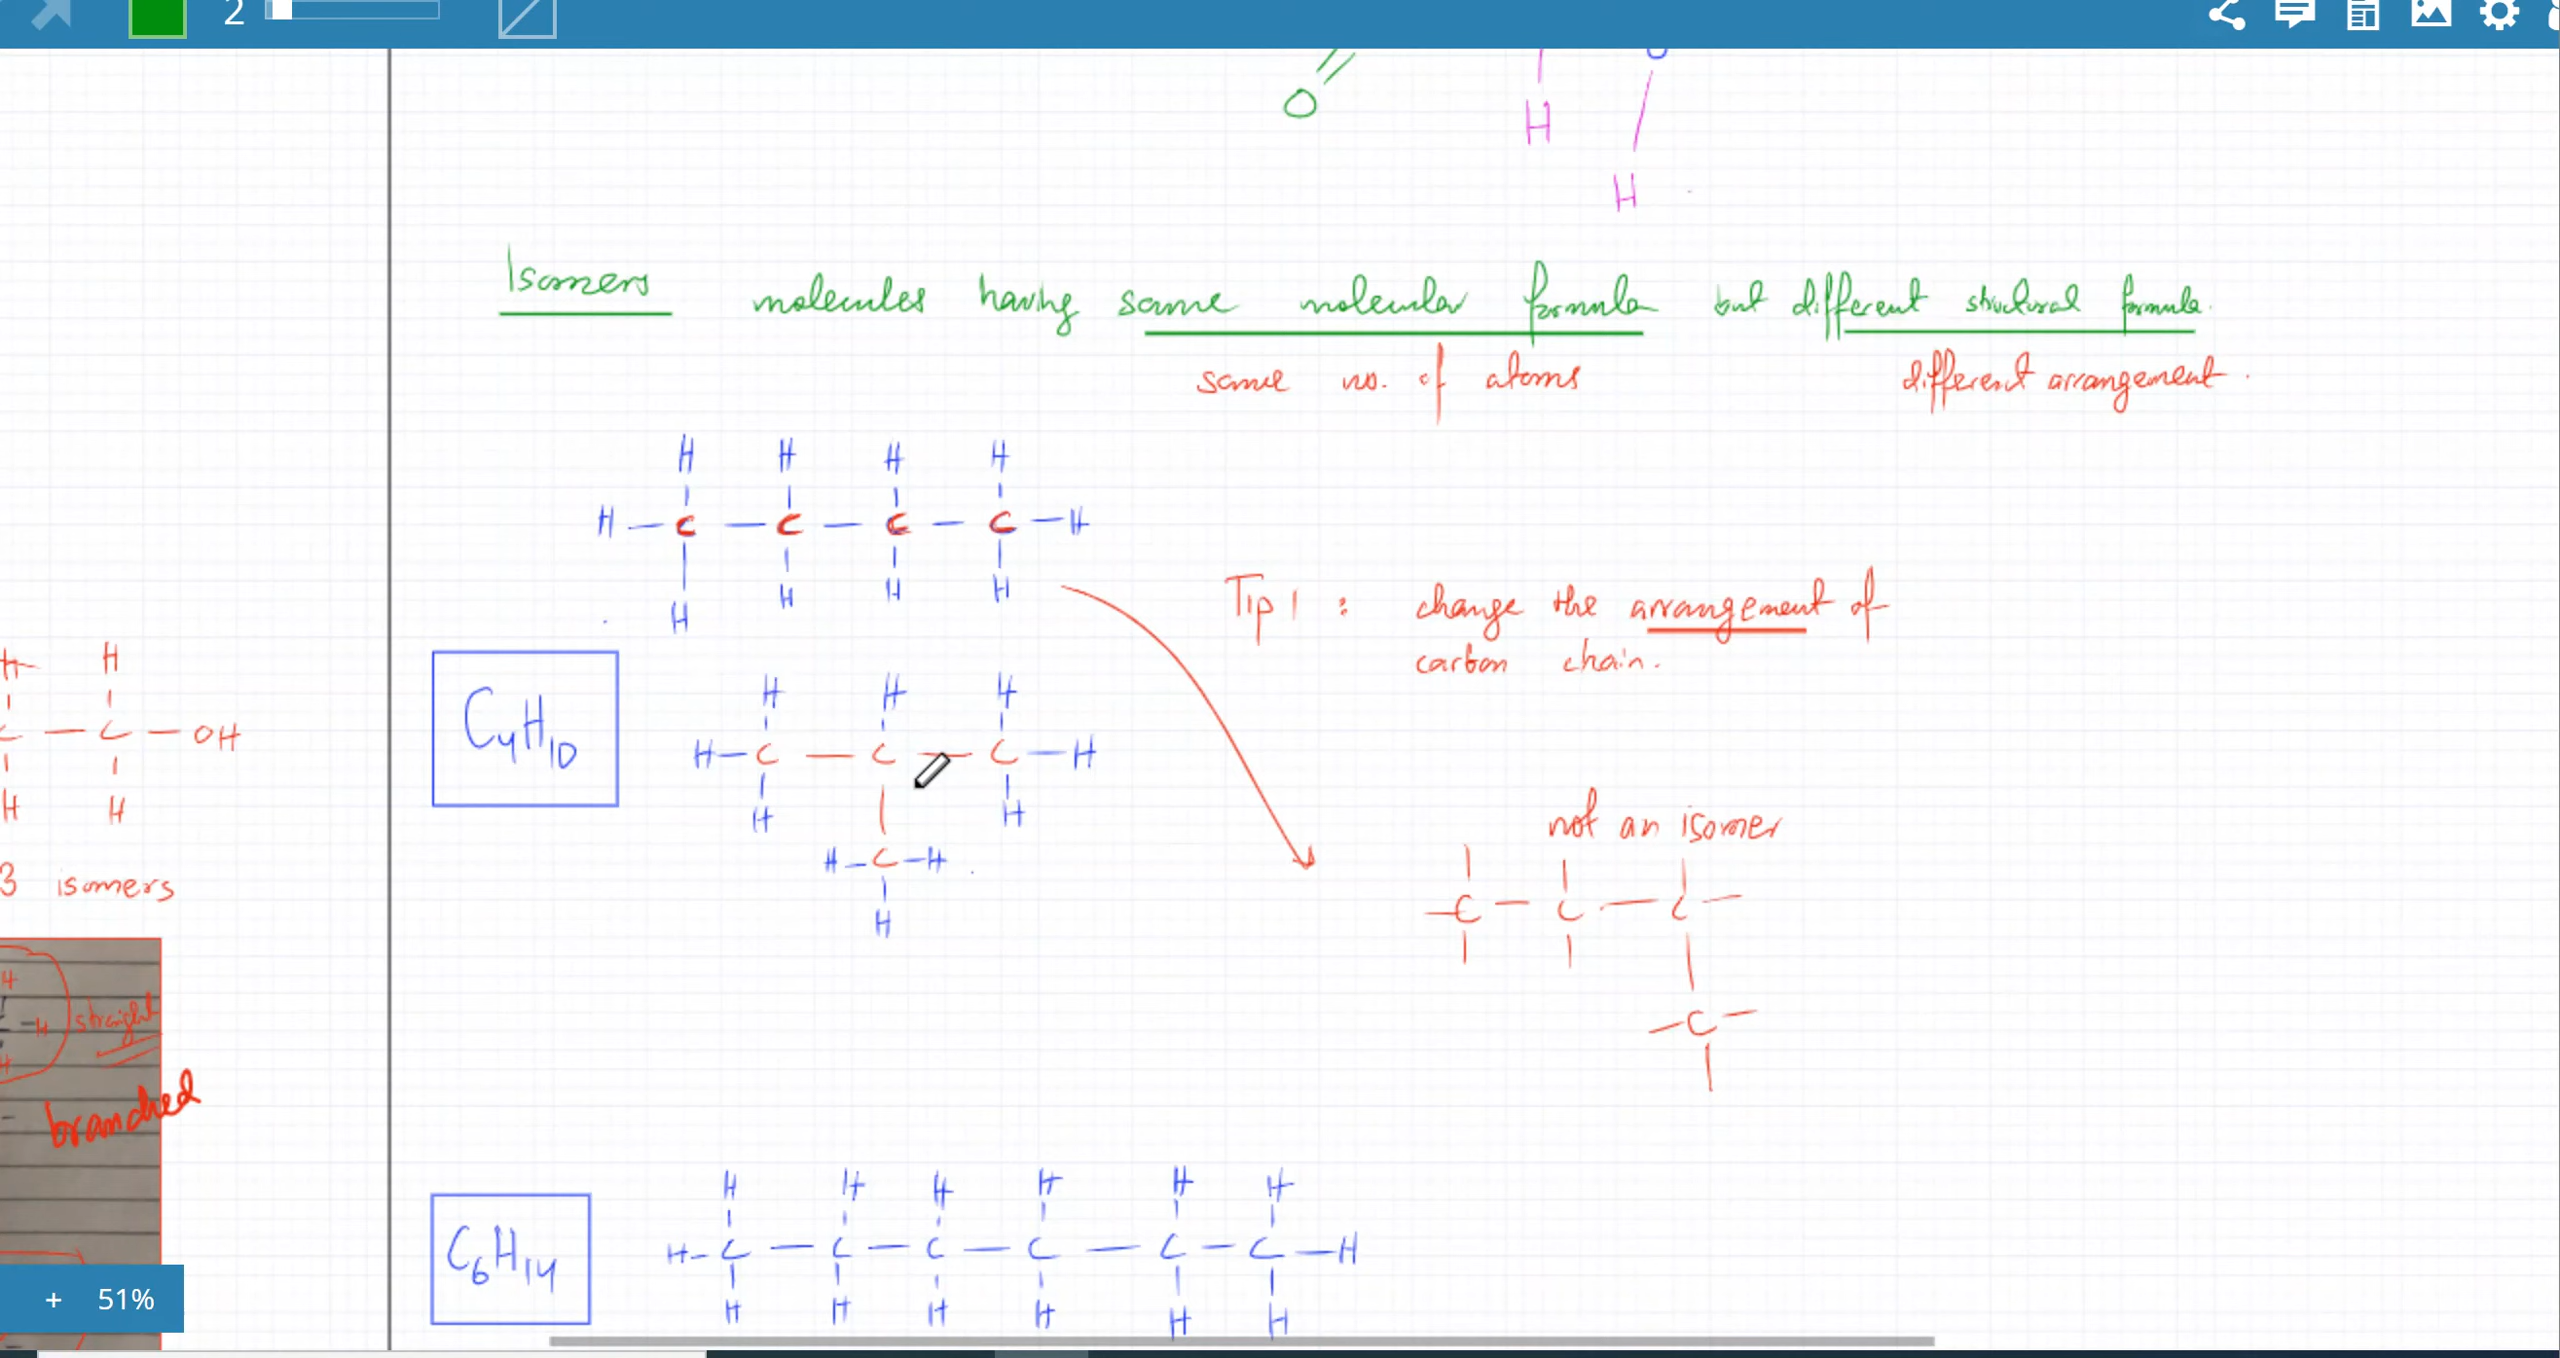 2
O
H
H
Isomers molecules having same molecular formula but different structural formula.
same no. of atoms different arrangement.
H H H H
H-C-C-C-C-H
H H H H
Tip 1 : change the arrangement of
carbon chain.
C4H10
H H H
H-C-C-C-H
H H
H-C-H
H
H H
C-C-OH
H H
3 isomers
not an isomer
-C-C-C-
-C-
H
-H
H
straight
branched
H H H H H H
C6H14
H-C-C-C-C-C-C-H
H H H H H H
+ 51%